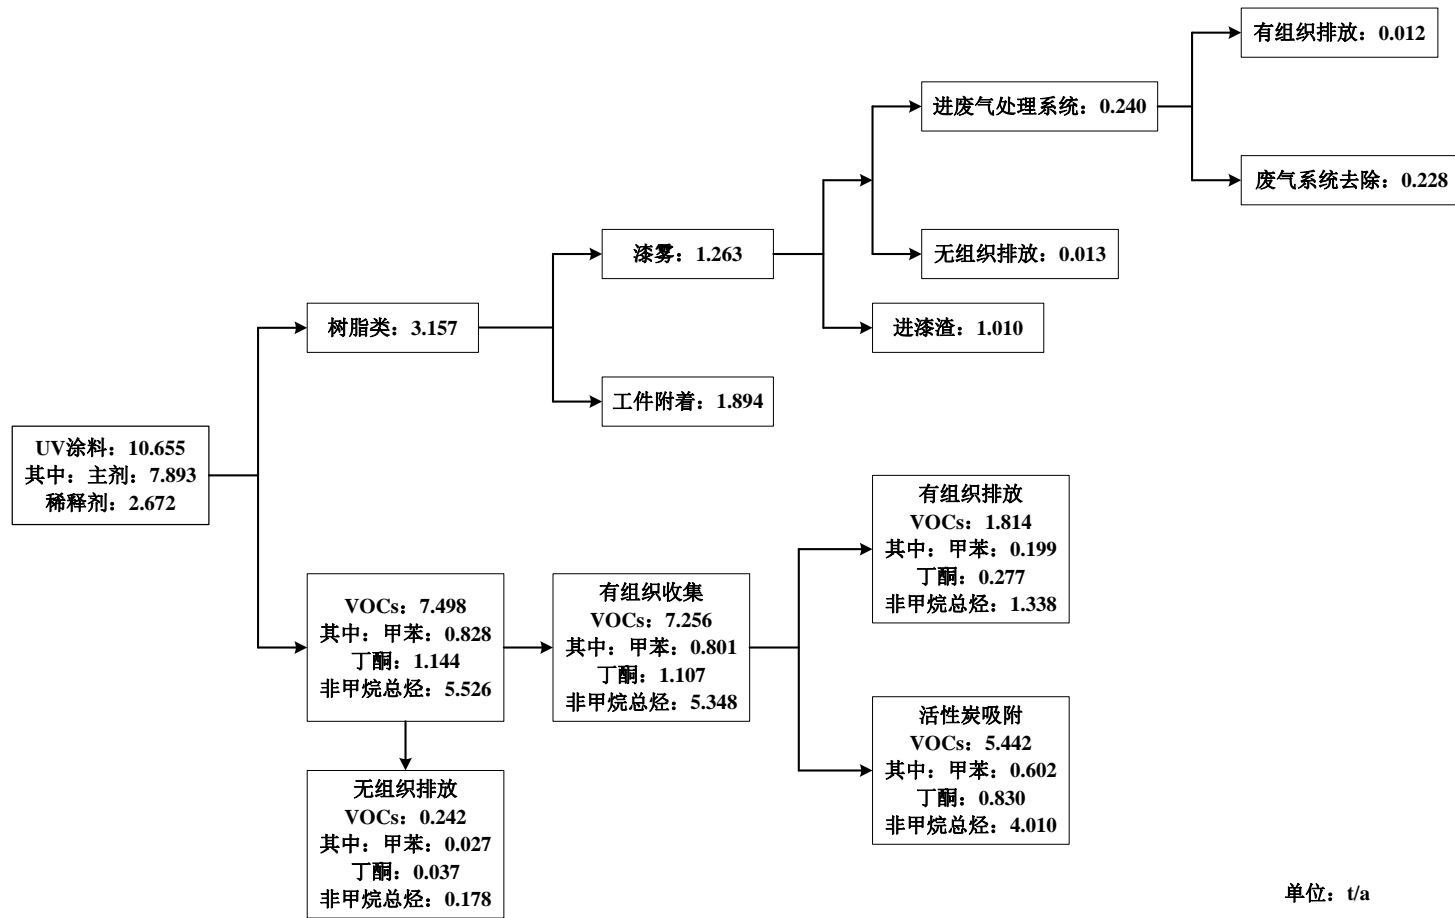 有组织排放：0.012
进废气处理系统：0.240
废气系统去除：0.228
漆雾：1.263
无组织排放：0.013
树脂类：3.157
进漆渣：1.010
工件附着：1.894
UV涂料：10.655
其中：主剂：7.893
稀释剂：2.672
有组织排放
VOCs：1.814
其中：甲苯：0.199
丁酮：0.277
非甲烷总烃：1.338
VOCs：7.498
其中：甲苯：0.828
丁酮：1.144
非甲烷总烃：5.526
有组织收集
VOCs：7.256
其中：甲苯：0.801
丁酮：1.107
非甲烷总烃：5.348
活性炭吸附
VOCs：5.442
其中：甲苯：0.602
丁酮：0.830
非甲烷总烃：4.010
无组织排放
VOCs：0.242
其中：甲苯：0.027
丁酮：0.037
非甲烷总烃：0.178
单位：t/a